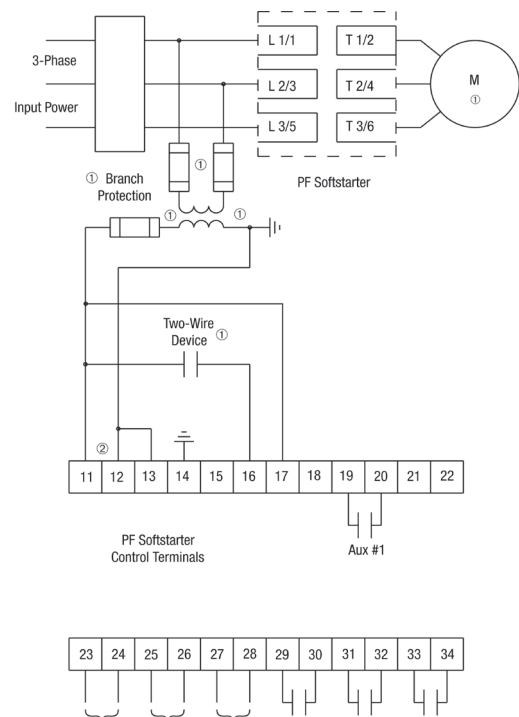 3-Phase
Input Power
L 1/1
T 1/2
L 2/3
T 2/4
L 3/5
T 3/6
M
①
PF Softstarter
① Branch
Protection
①
①
①
Two-Wire
Device ①
②
11 12 13 14 15 16 17 18 19 20 21 22
Aux #1
PF Softstarter
Control Terminals
23 24 25 26 27 28 29 30 31 32 33 34